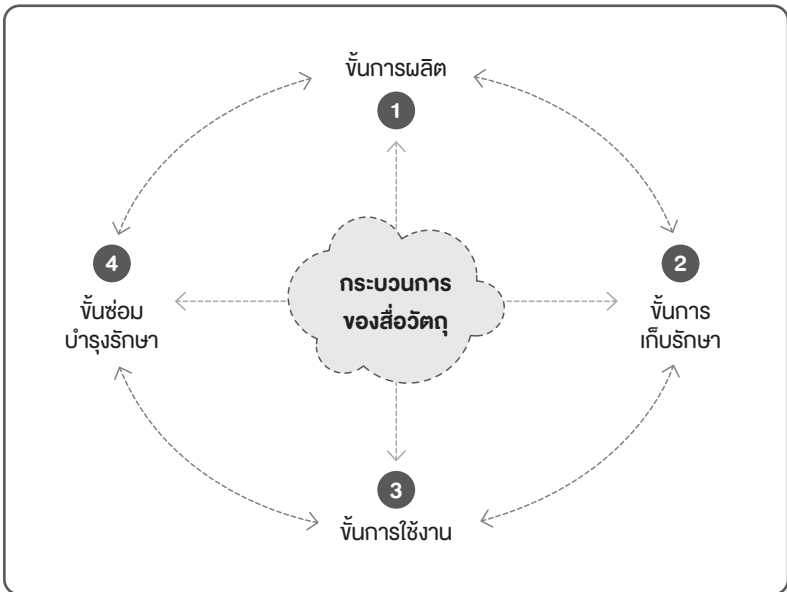 ขั้นการผลิต
1
2
ขั้นการ
เก็บรักษา
3
ขั้นการใช้งาน
4
ขั้นซ่อม
บำรุงรักษา
กระบวนการ
ของสื่อวัตถุ